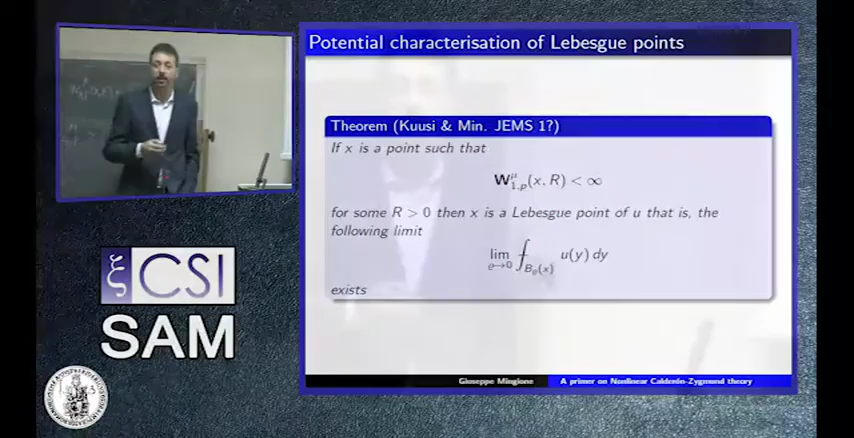 Potential characterisation of Lebesgue points
Theorem (Kuusi & Min. JEMS 1?)
If x is a point such that
W^μ_{1,p}(x, R) < ∞
for some R > 0 then x is a Lebesgue point of u that is, the
following limit
lim_{ϱ→0} ⨍_{B_ϱ(x)} u(y) dy
exists
Giuseppe Mingione A primer on Nonlinear Calderón-Zygmund theory
ξ CSI
SAM